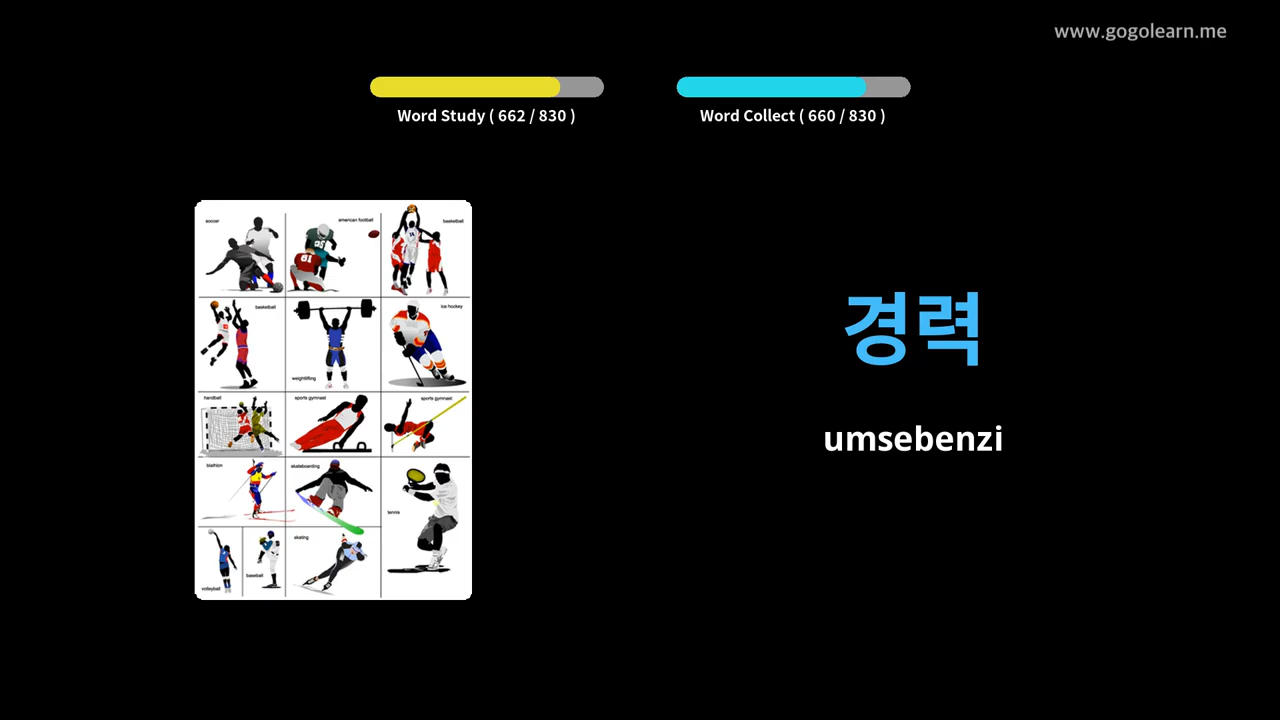 www.gogolearn.me
Word Study ( 662 / 830 )
Word Collect ( 660 / 830 )
soccer
american football
basketball
basketball
weightlifting
ice hockey
handball
sports gymnast
sports gymnast
biathlon
skateboarding
tennis
volleyball
baseball
skating
경력
umsebenzi